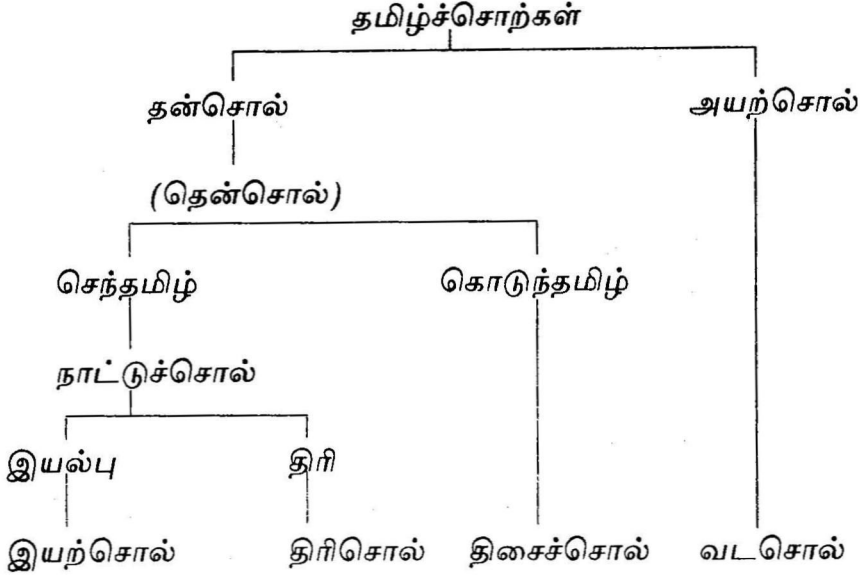 தமிழ்ச்சொற்கள்
தன்சொல் அயற்சொல்
(தென்சொல்)
செந்தமிழ் கொடுந்தமிழ்
நாட்டுச்சொல்
இயல்பு திரி
இயற்சொல் திரிசொல் திசைச்சொல் வடசொல்